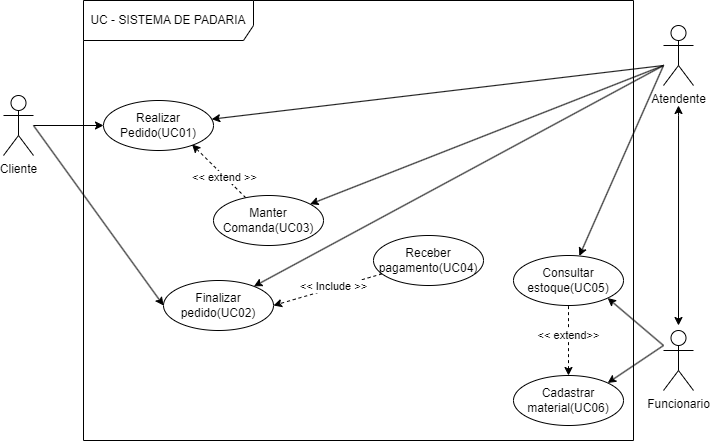 UC - SISTEMA DE PADARIA
Atendente
Realizar
Pedido(UC01)
Cliente
<< extend >>
Manter
Comanda(UC03)
Receber
pagamento(UC04)
Consultar
estoque(UC05)
<< Include >>
Finalizar
pedido(UC02)
<< extend>>
Cadastrar
material(UC06)
Funcionario